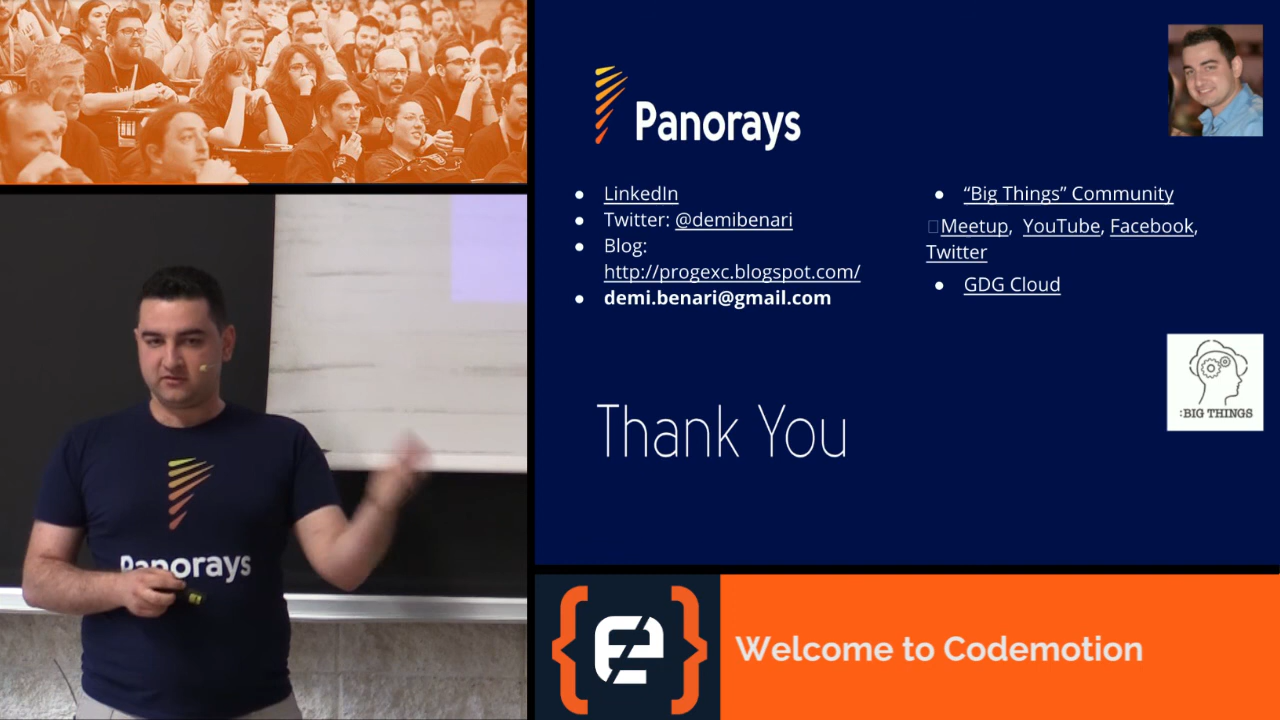 Panorays
LinkedIn
Twitter: @demibenari
Blog:
http://progexc.blogspot.com/
demi.benari@gmail.com
“Big Things” Community
Meetup, YouTube, Facebook,
Twitter
GDG Cloud
:BIG THINGS
Thank You
Panorays
Welcome to Codemotion